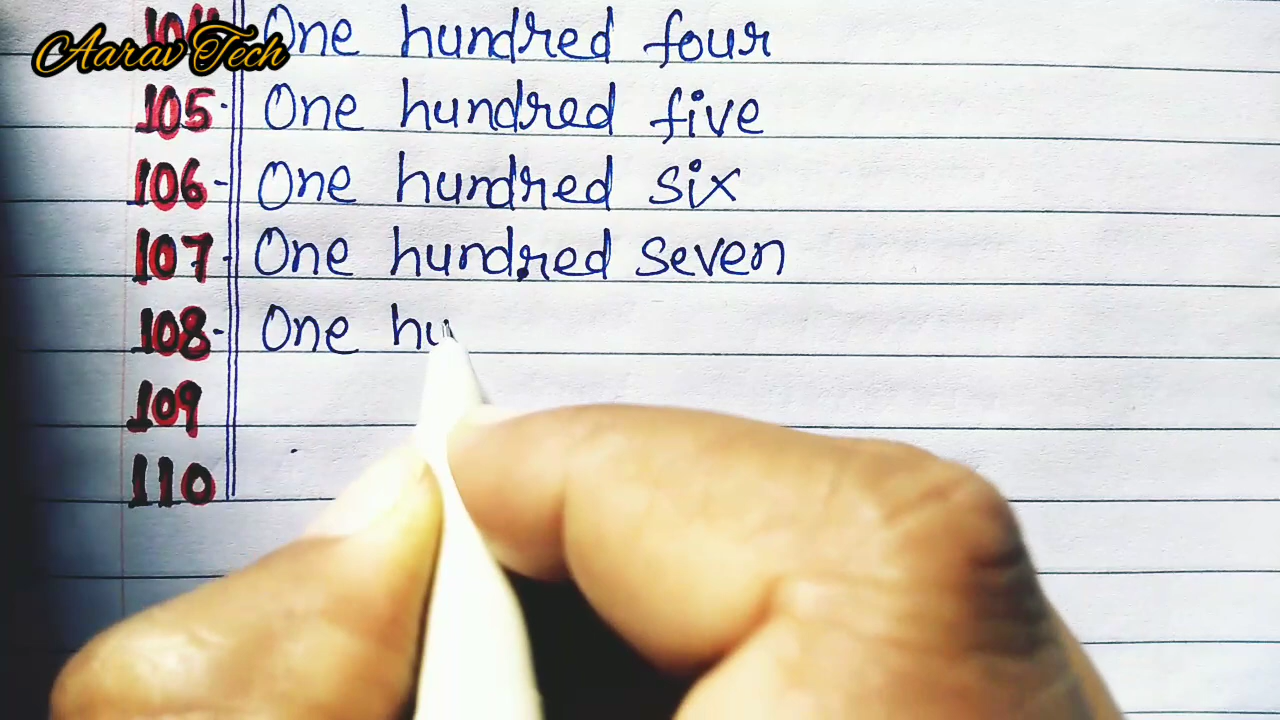 Aarav Tech
104 One hundred four
105- One hundred five
106- One hundred six
107- One hundred seven
108- One hu
109
110